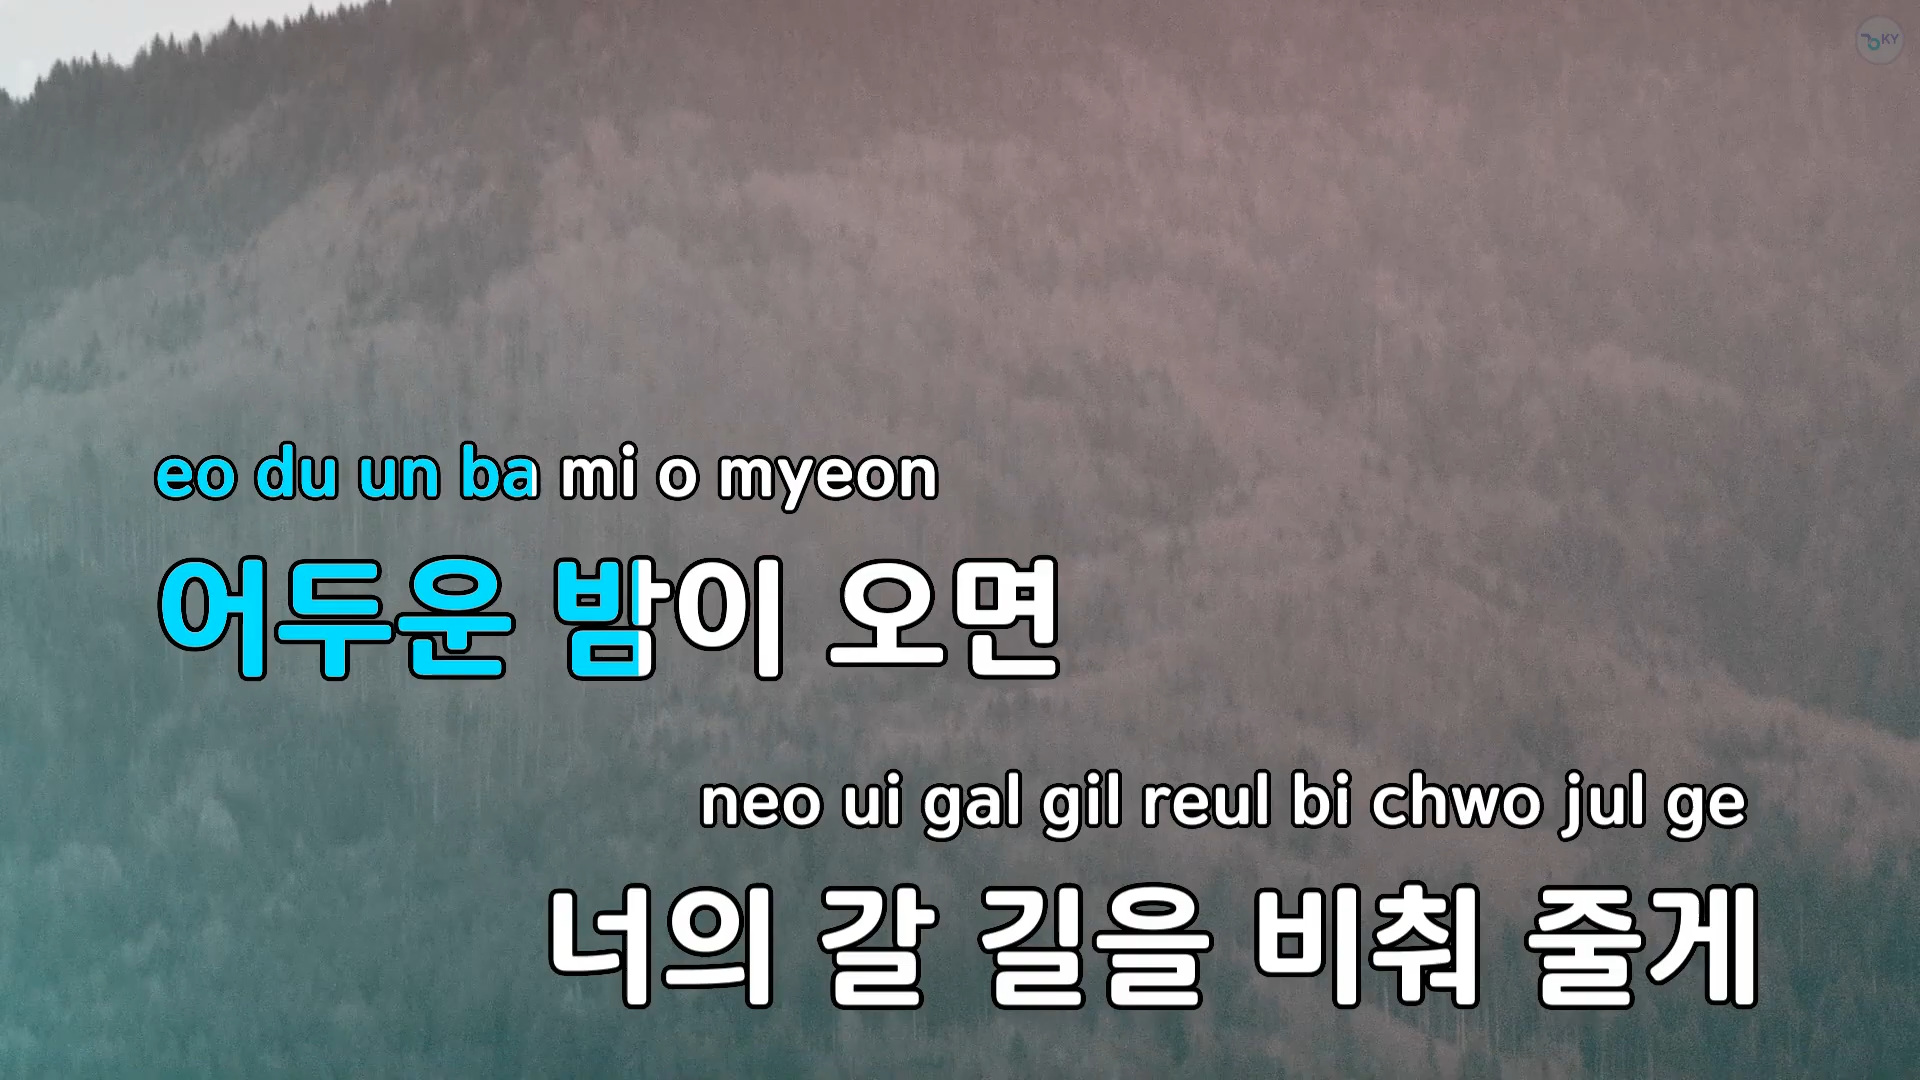 KY
eo du un ba mi o myeon
어두운 밤이 오면
neo ui gal gil reul bi chwo jul ge
너의 갈 길을 비춰 줄게